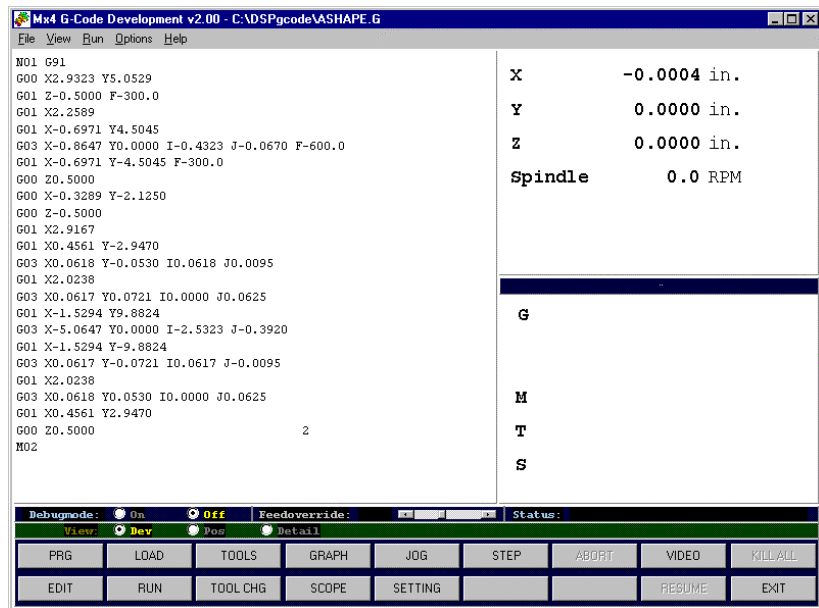 Mx4 G-Code Development v2.00 - C:\DSPgcode\ASHAPE.G
File View Run Options Help
N01 G91
G00 X2.9323 Y5.0529
G01 Z-0.5000 F-300.0
G01 X2.2589
G01 X-0.6971 Y4.5045
G03 X-0.8647 Y0.0000 I-0.4323 J-0.0670 F-600.0
G01 X-0.6971 Y-4.5045 F-300.0
G00 Z0.5000
G00 X-0.3289 Y-2.1250
G00 Z-0.5000
G01 X2.9167
G01 X0.4561 Y-2.9470
G03 X0.0618 Y-0.0530 I0.0618 J0.0095
G01 X2.0238
G03 X0.0617 Y0.0721 I0.0000 J0.0625
G01 X-1.5294 Y9.8824
G03 X-5.0647 Y0.0000 I-2.5323 J-0.3920
G01 X-1.5294 Y-9.8824
G03 X0.0617 Y-0.0721 I0.0617 J-0.0095
G01 X2.0238
G03 X0.0618 Y0.0530 I0.0000 J0.0625
G01 X0.4561 Y2.9470
G00 Z0.5000 2
M02
X -0.0004 in.
Y 0.0000 in.
Z 0.0000 in.
Spindle 0.0 RPM
G
M
T
S
Debugmode: On Off Feedoverride: Status:
View: Dev Pos Detail
PRG LOAD TOOLS GRAPH JOG STEP ABORT VIDEO KILL ALL
EDIT RUN TOOL CHG SCOPE SETTING RESUME EXIT